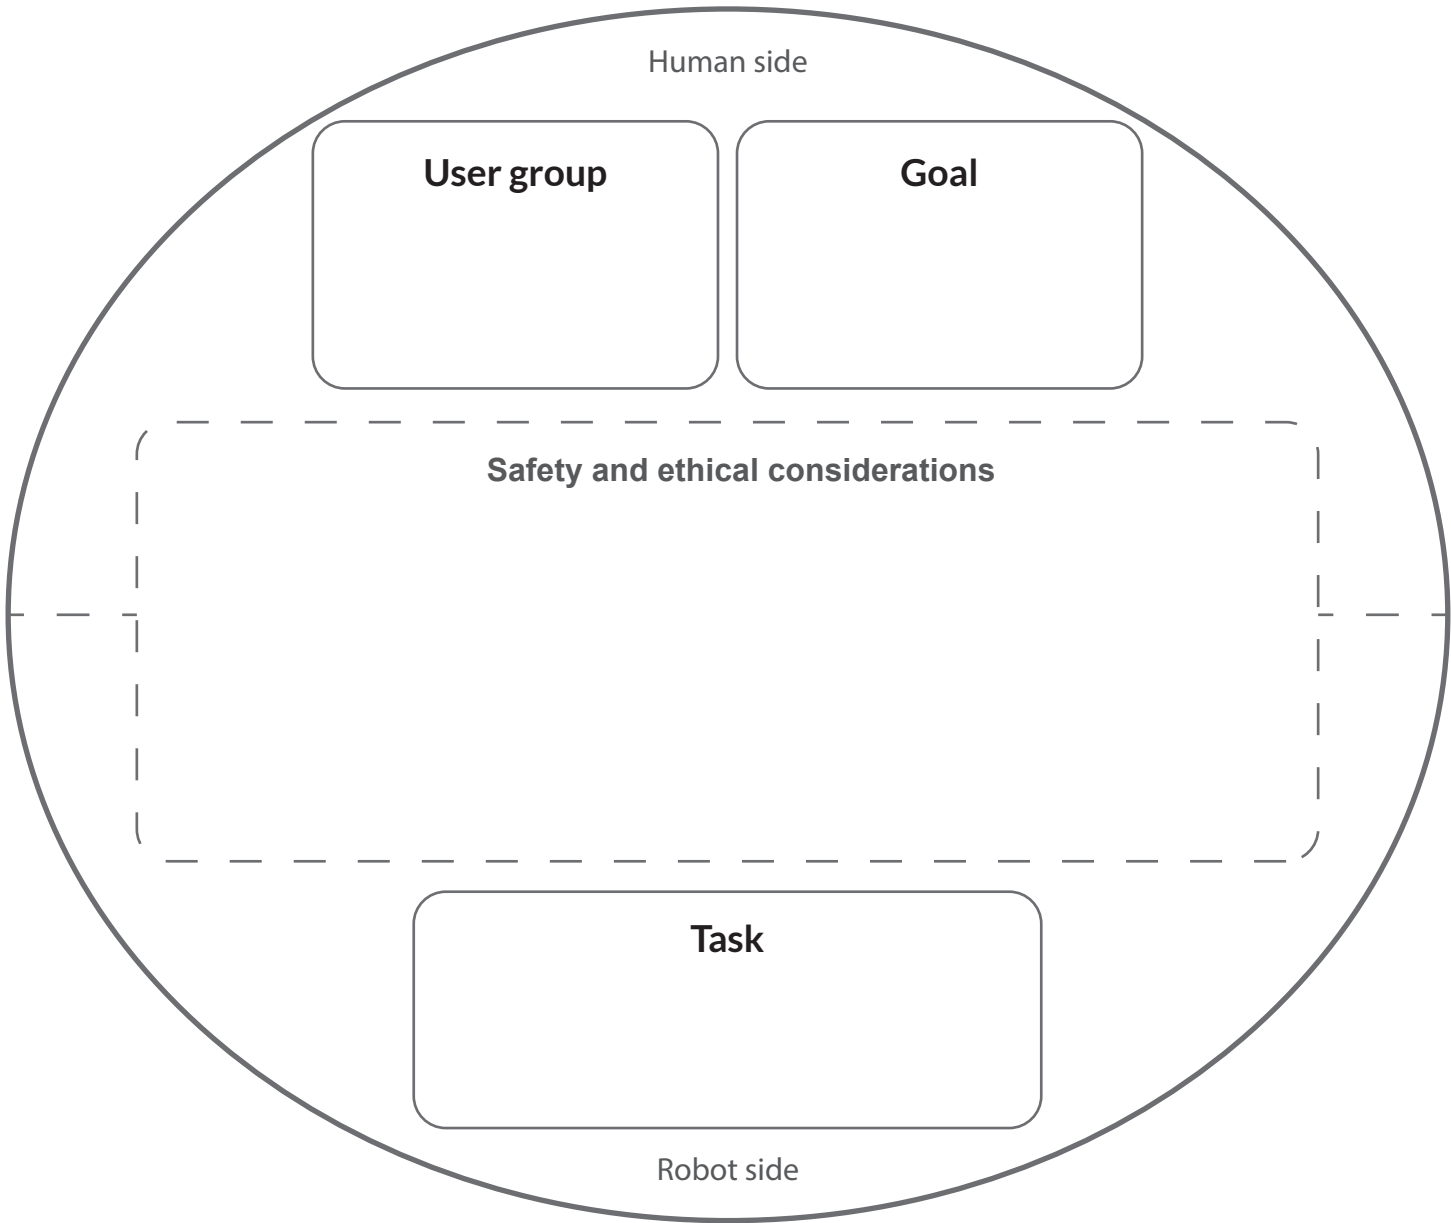 Human side
User group
Goal
Safety and ethical considerations
Task
Robot side